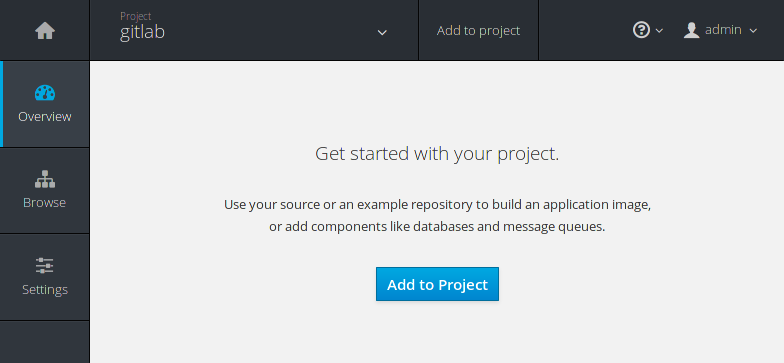 Project
gitlab
Add to project
admin
Overview
Browse
Settings
Get started with your project.
Use your source or an example repository to build an application image,
or add components like databases and message queues.
Add to Project